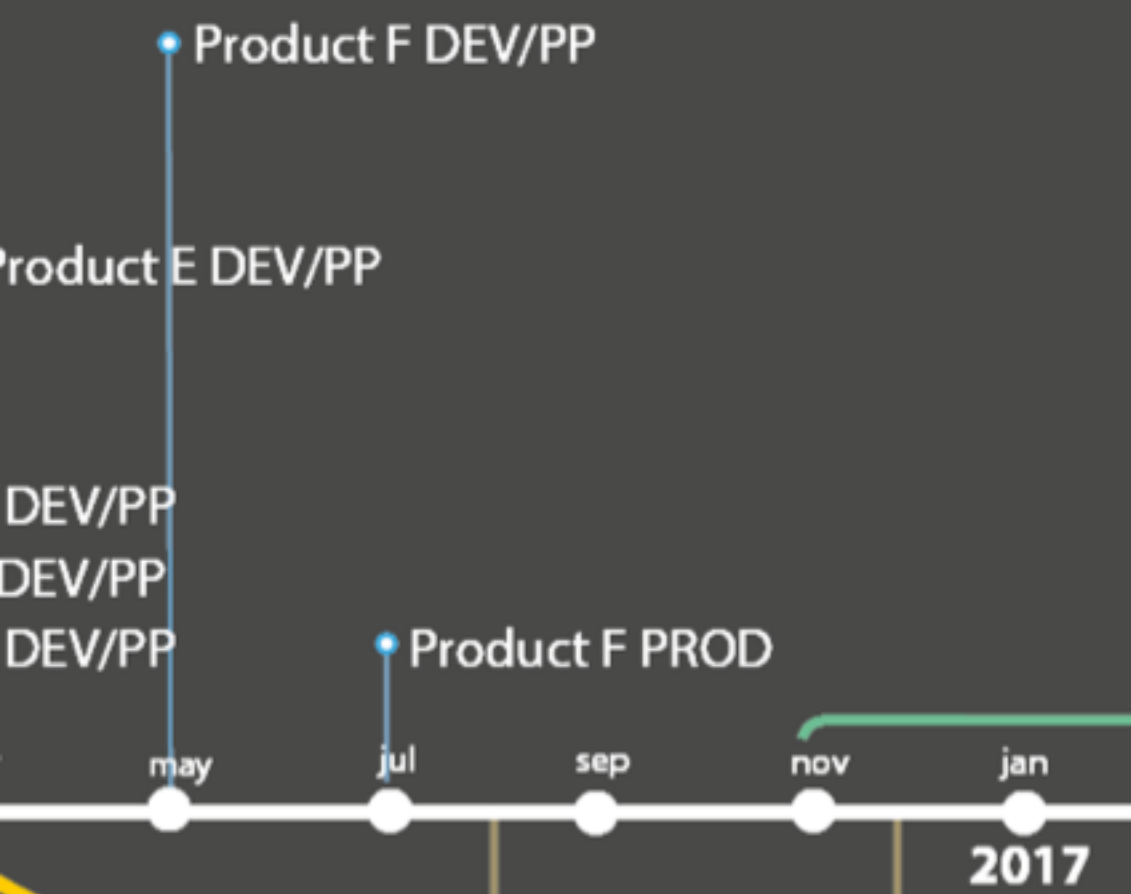 Product F DEV/PP
Product E DEV/PP
DEV/PP
DEV/PP
DEV/PP
Product F PROD
may jul sep nov jan
2017